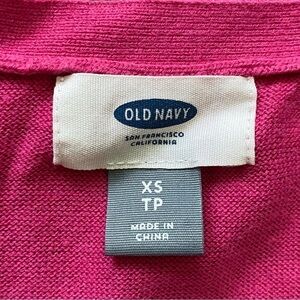 OLD NAVY
SAN FRANCISCO
CALIFORNIA
XS
TP
MADE IN
CHINA